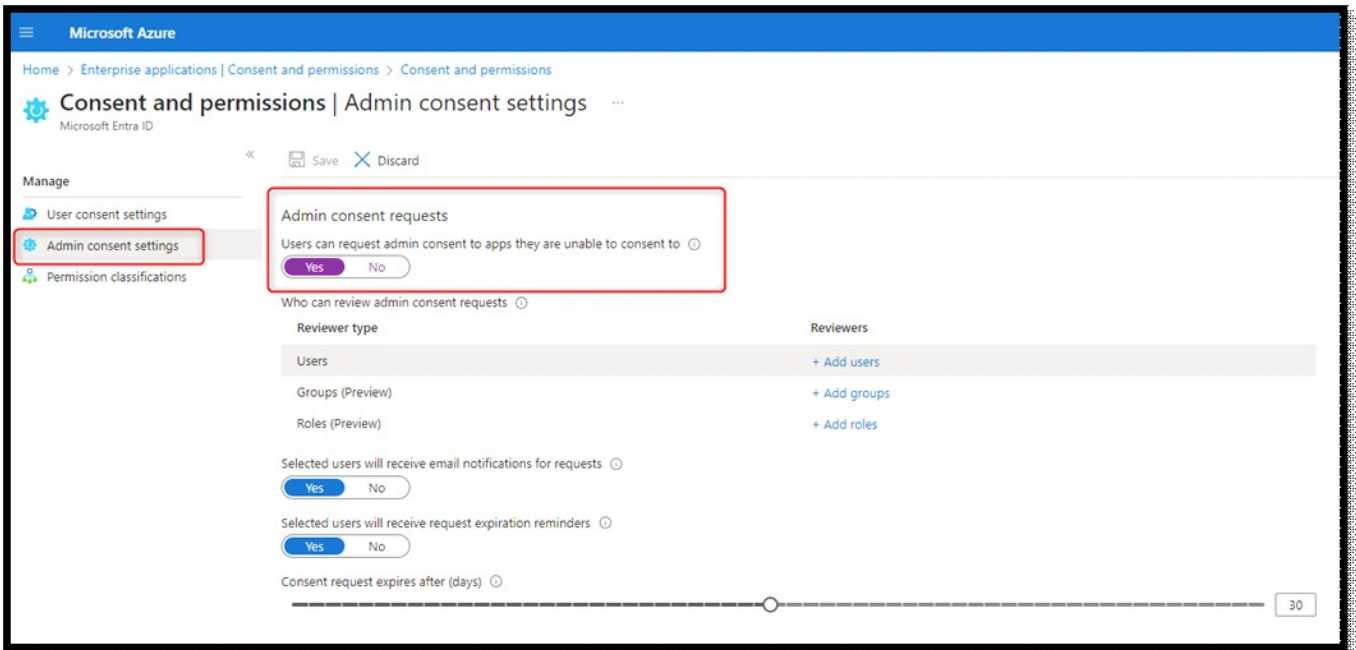 Microsoft Azure
Home > Enterprise applications | Consent and permissions > Consent and permissions
Consent and permissions | Admin consent settings ...
Microsoft Entra ID
«
Save Discard
Manage
User consent settings
Admin consent settings
Permission classifications
Admin consent requests
Users can request admin consent to apps they are unable to consent to
Yes No
Who can review admin consent requests
Reviewer type Reviewers
Users + Add users
Groups (Preview) + Add groups
Roles (Preview) + Add roles
Selected users will receive email notifications for requests
Yes No
Selected users will receive request expiration reminders
Yes No
Consent request expires after (days)
30